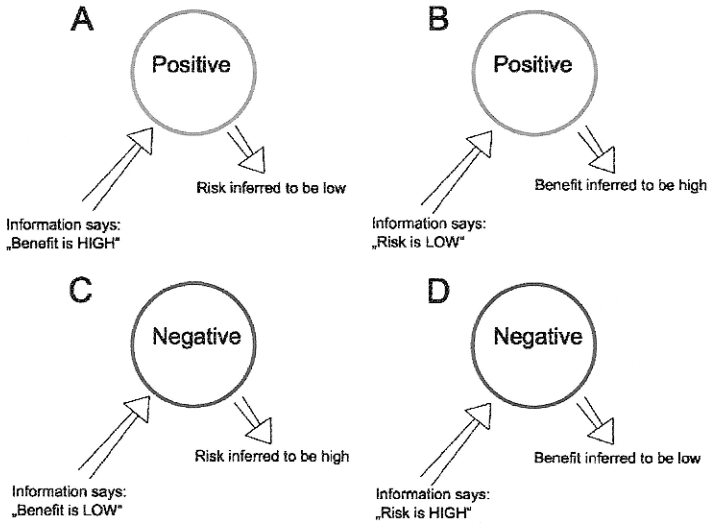 A
Positive
Risk inferred to be low
Information says:
„Benefit is HIGH“
B
Positive
Benefit inferred to be high
Information says:
„Risk is LOW“
C
Negative
Risk inferred to be high
Information says:
„Benefit is LOW“
D
Negative
Benefit inferred to be low
Information says:
„Risk is HIGH“